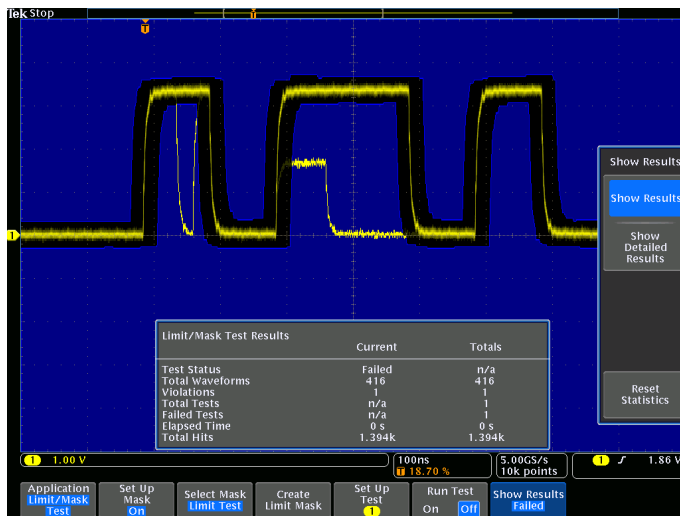 Tek Stop
T
T
1
Show Results
Show Results
Show
Detailed
Results
Reset
Statistics
Limit/Mask Test Results
Current Totals
Test Status Failed n/a
Total Waveforms 416 416
Violations 1 1
Total Tests n/a 1
Failed Tests n/a 1
Elapsed Time 0 s 0 s
Total Hits 1.394k 1.394k
1 1.00 V
100ns
T 18.70 %
5.00GS/s
10k points
1 1.86 V
Application
Limit/Mask
Test
Set Up
Mask
On
Select Mask
Limit Test
Create
Limit Mask
Set Up
Test
1
Run Test
On Off
Show Results
Failed